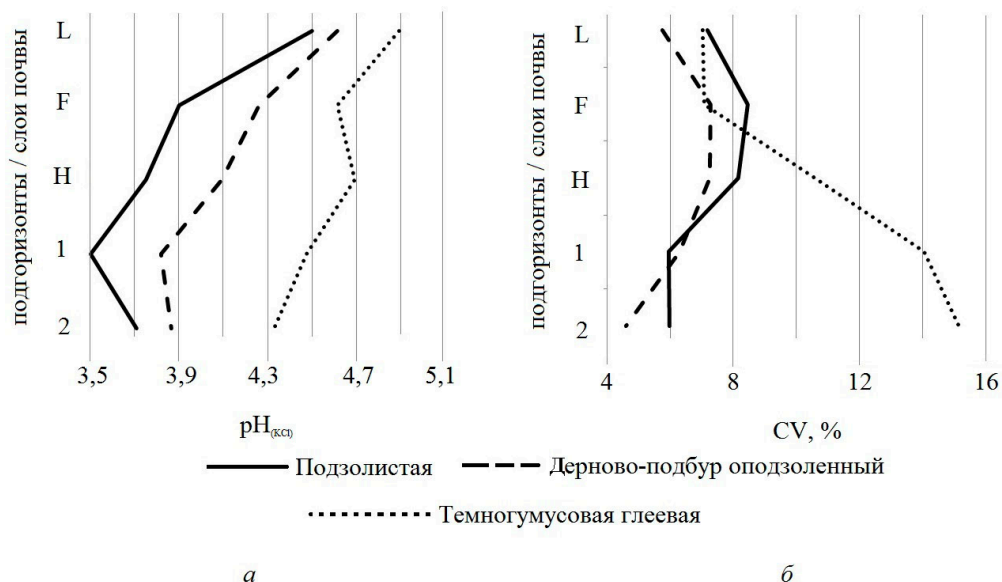 подгоризонты / слои почвы
L
F
H
1
2
3,5 3,9 4,3 4,7 5,1
pH(KCl)
подгоризонты / слои почвы
L
F
H
1
2
4 8 12 16
CV, %
Подзолистая
Дерново-подбур оподзоленный
Темногумусовая глеевая
а
б